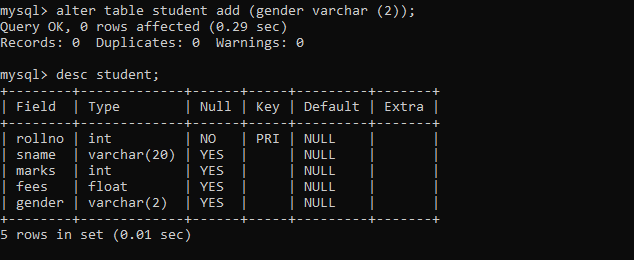 mysql> alter table student add (gender varchar (2));
Query OK, 0 rows affected (0.29 sec)
Records: 0  Duplicates: 0  Warnings: 0

mysql> desc student;
+--------+-------------+------+-----+---------+-------+
| Field  | Type        | Null | Key | Default | Extra |
+--------+-------------+------+-----+---------+-------+
| rollno | int         | NO   | PRI | NULL    |       |
| sname  | varchar(20) | YES  |     | NULL    |       |
| marks  | int         | YES  |     | NULL    |       |
| fees   | float       | YES  |     | NULL    |       |
| gender | varchar(2)  | YES  |     | NULL    |       |
+--------+-------------+------+-----+---------+-------+
5 rows in set (0.01 sec)